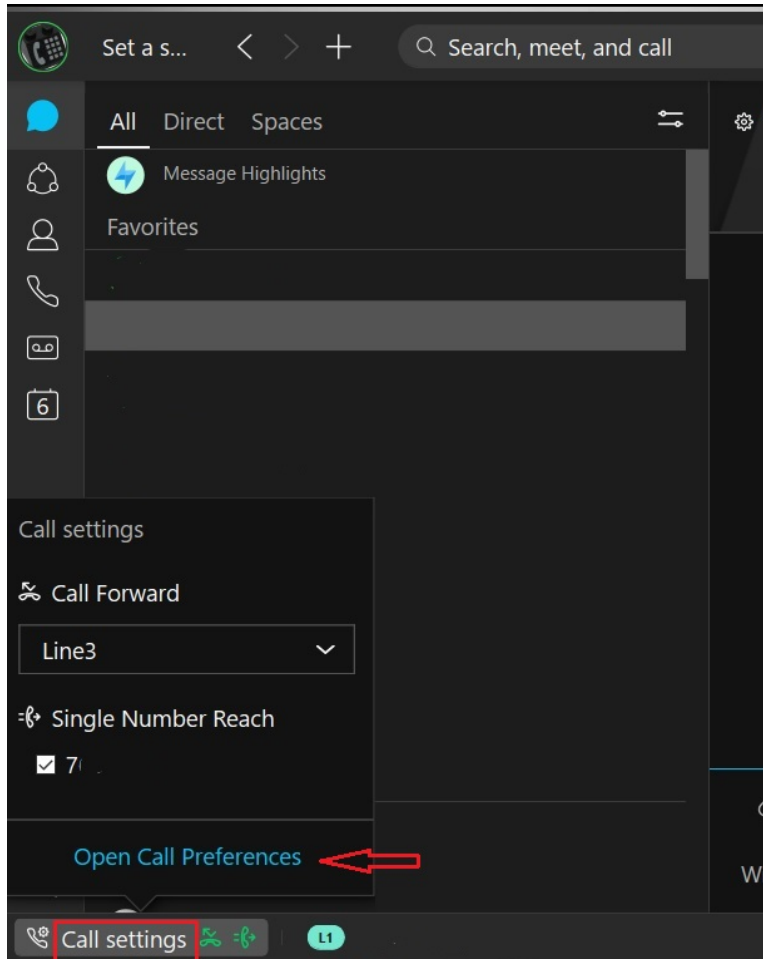 Set a s...
Search, meet, and call
All Direct Spaces
Message Highlights
Favorites
6
Call settings
Call Forward
Line3
Single Number Reach
7
Open Call Preferences
W
Call settings
L1